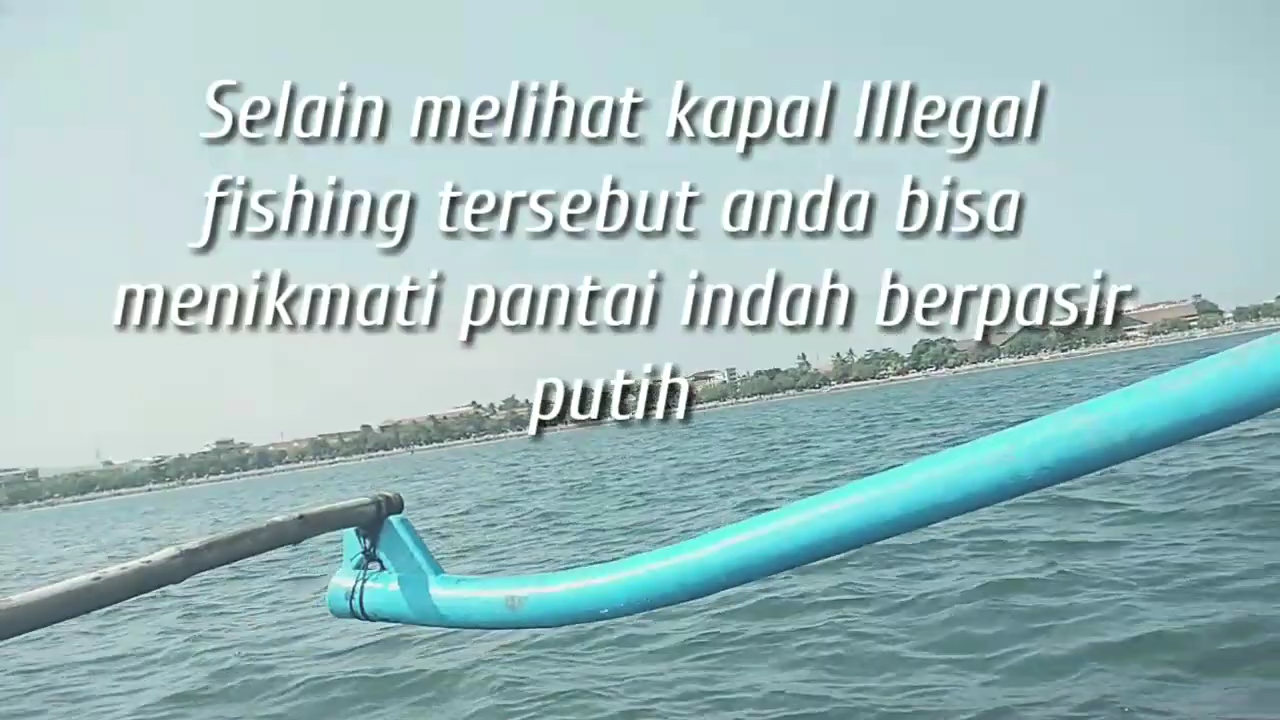 Selain melihat kapal Illegal
fishing tersebut anda bisa
menikmati pantai indah berpasir
putih